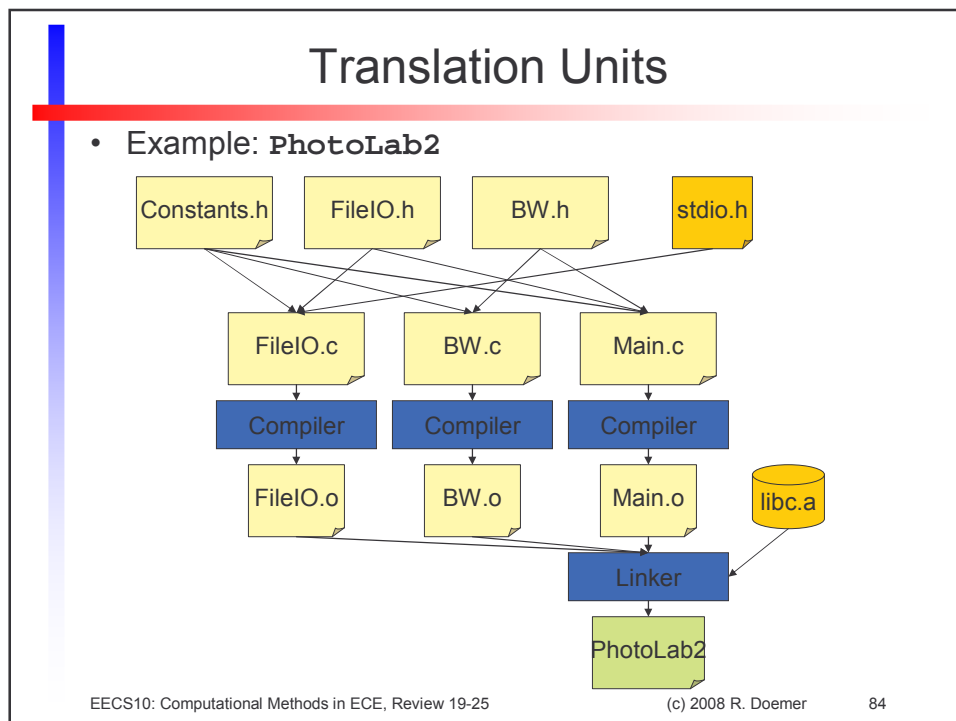 Translation Units
• Example: PhotoLab2
Constants.h
FileIO.h
BW.h
stdio.h
FileIO.c
BW.c
Main.c
Compiler
Compiler
Compiler
FileIO.o
BW.o
Main.o
libc.a
Linker
PhotoLab2
EECS10: Computational Methods in ECE, Review 19-25
(c) 2008 R. Doemer
84